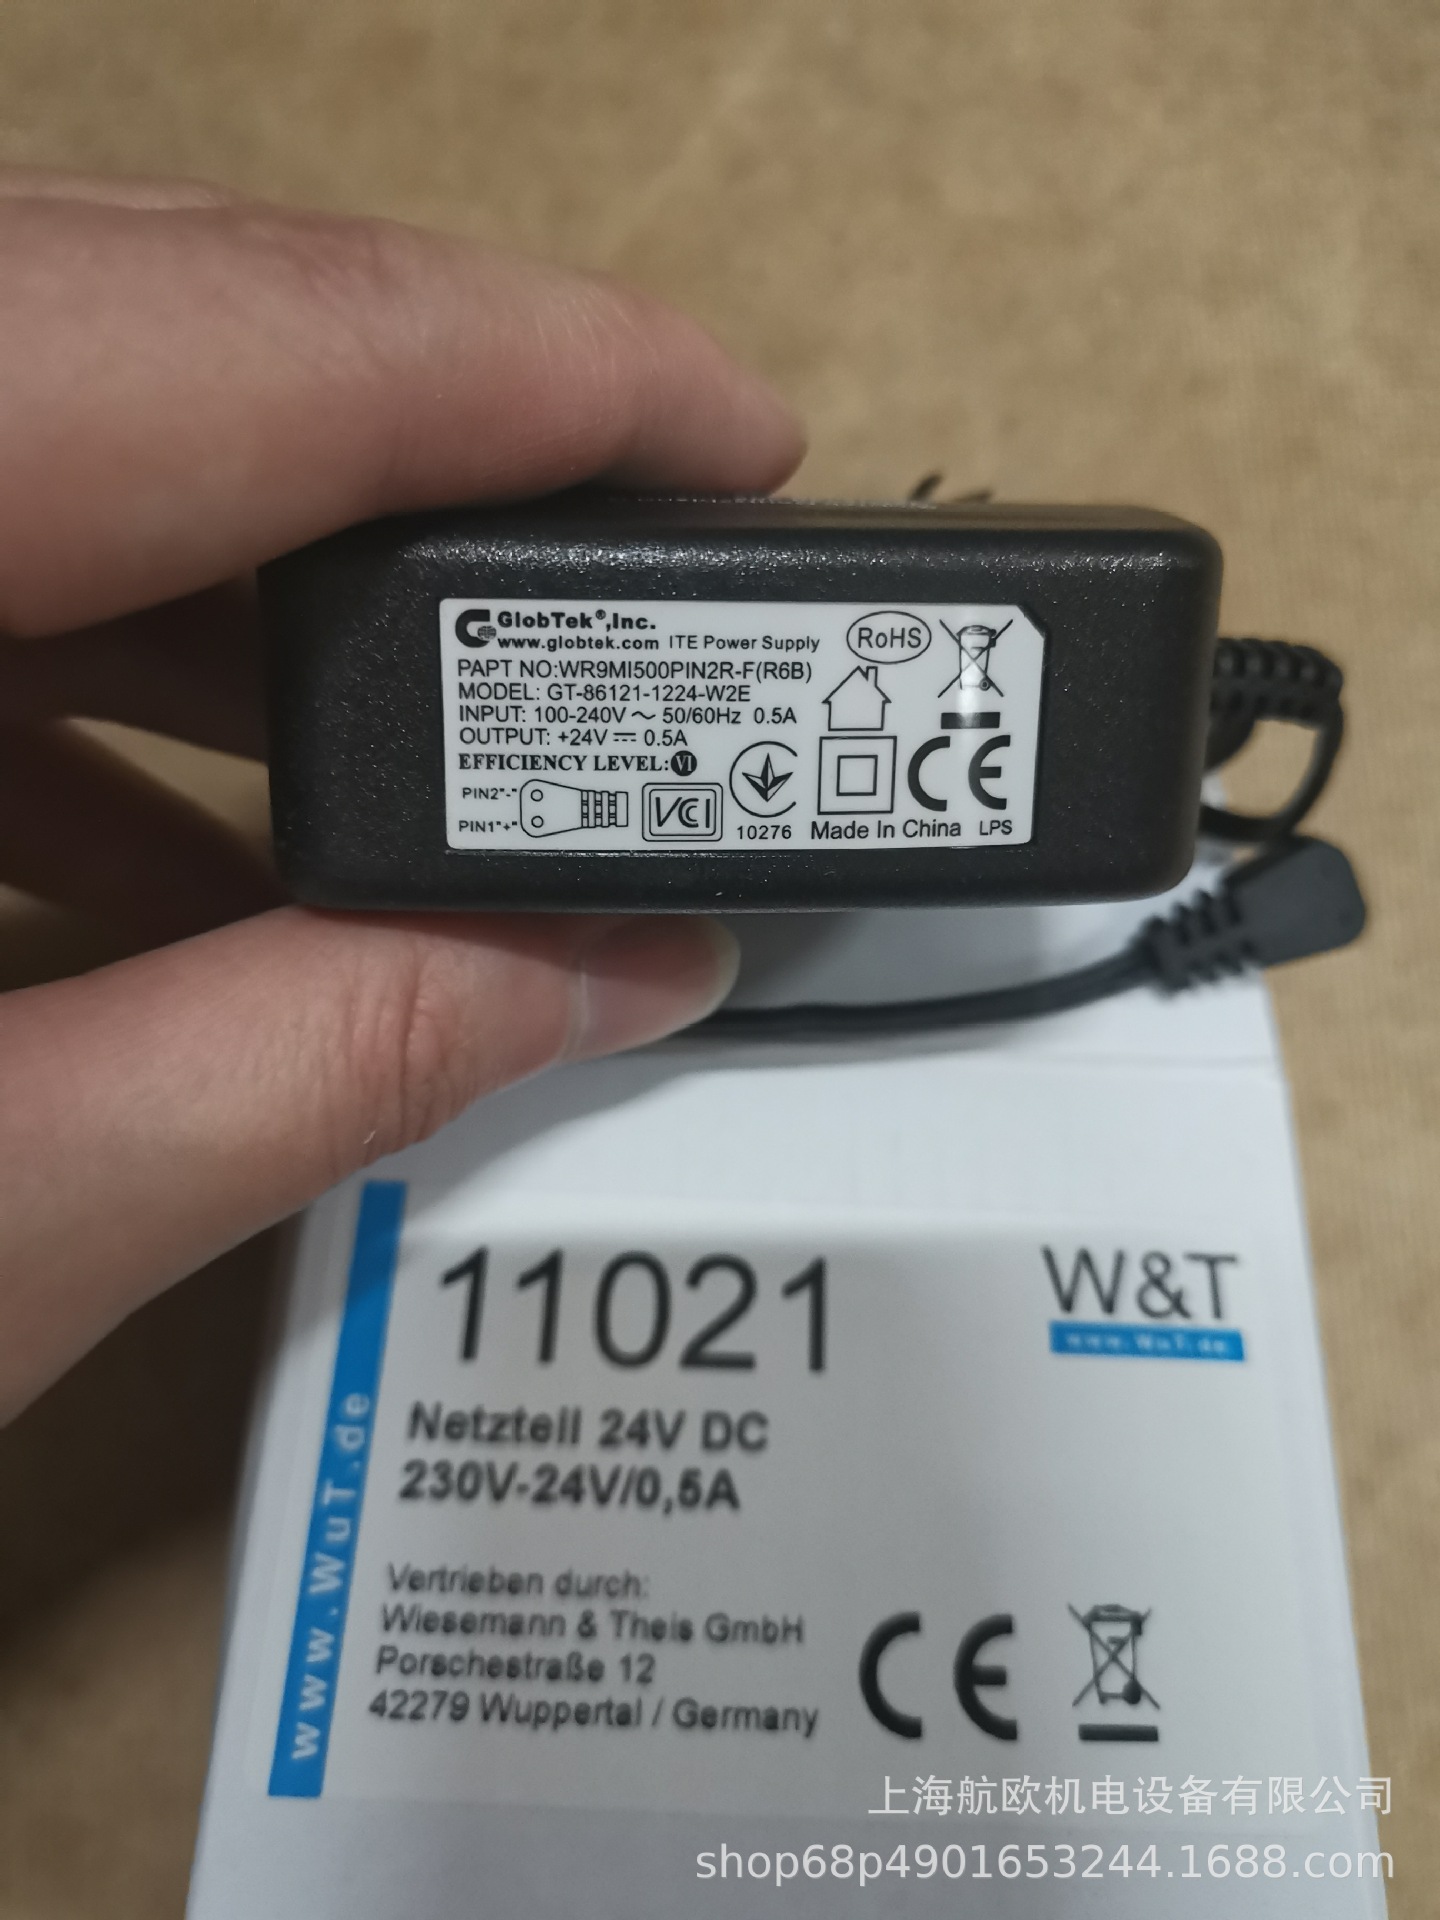 GlobTek®,Inc.
www.globtek.com ITE Power Supply
RoHS
PAPT NO:WR9MI500PIN2R-F(R6B)
MODEL: GT-86121-1224-W2E
INPUT: 100-240V ～ 50/60Hz 0.5A
OUTPUT: +24V ⎓ 0.5A
EFFICIENCY LEVEL:Ⅵ
PIN2"-"
PIN1"+"
VCI
10276
Made In China
LPS
CE
11021
W&T
www.WuT.de
Netzteil 24V DC
230V-24V/0,5A
www.WuT.de
Vertrieben durch:
Wiesemann & Theis GmbH
Porschestraße 12
42279 Wuppertal / Germany
CE
上海航欧机电设备有限公司
shop68p4901653244.1688.com